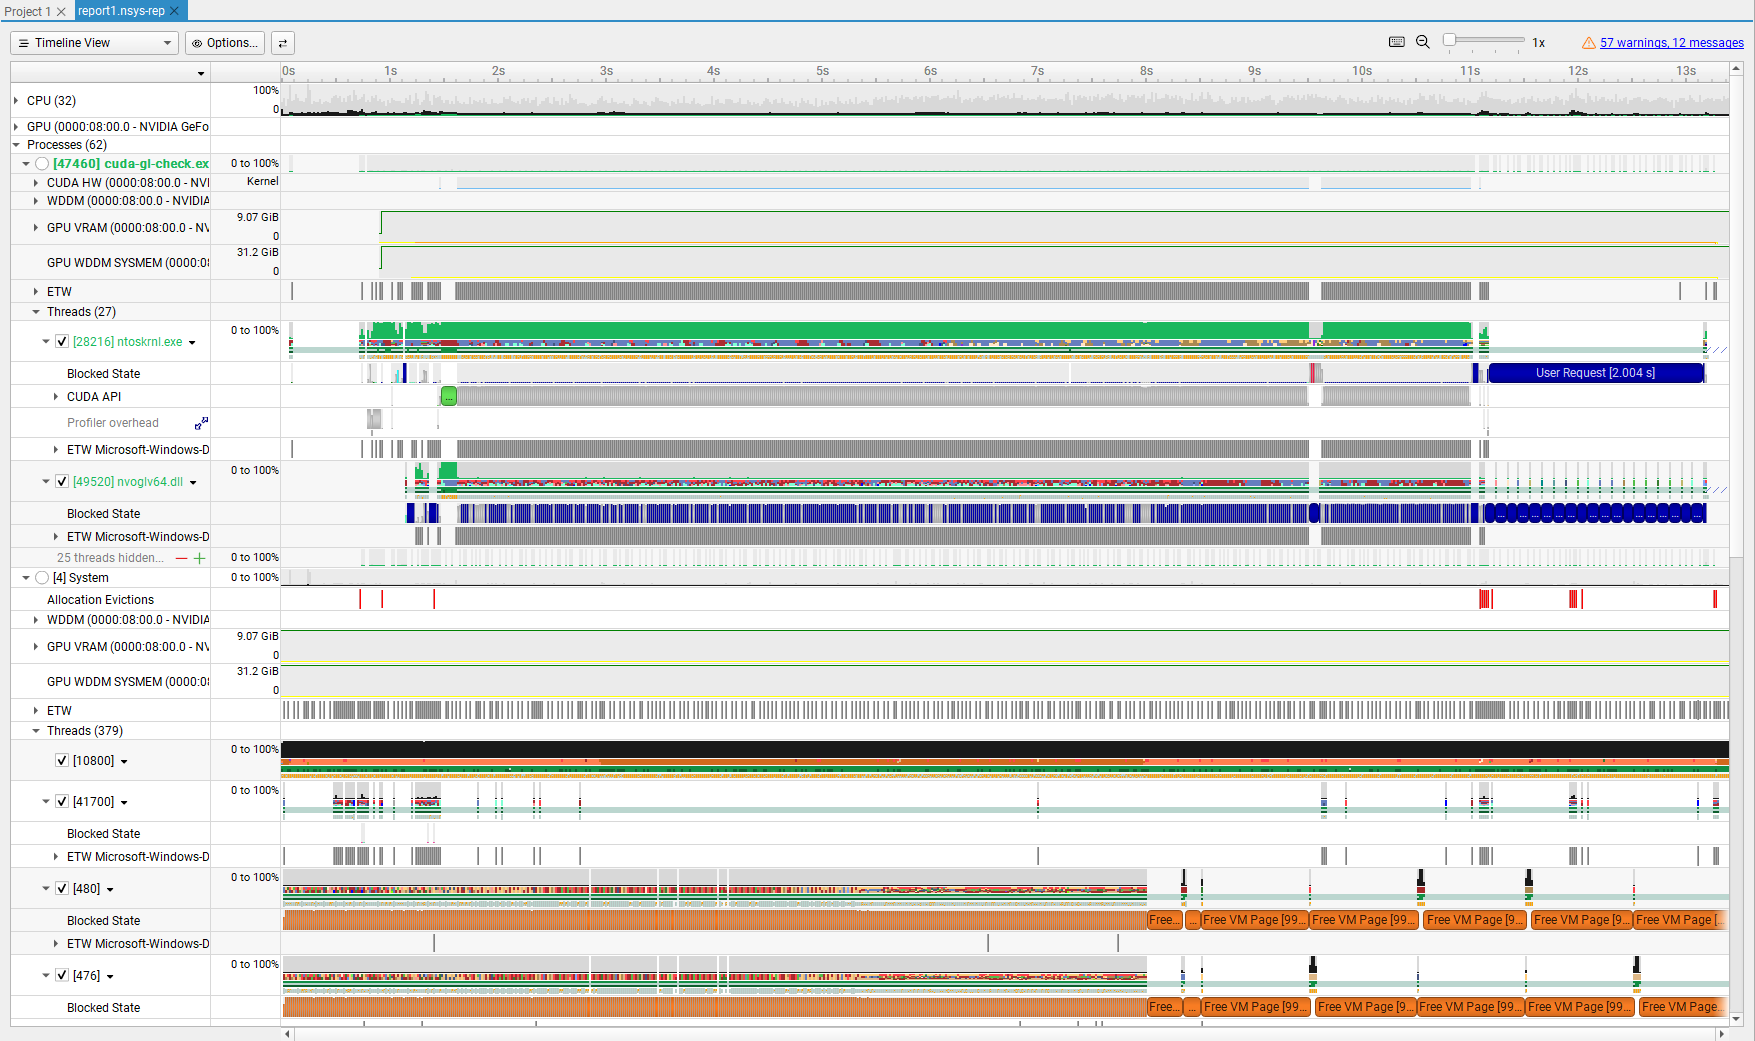 Project 1
report1.nsys-rep
Timeline View
Options...
1x
57 warnings, 12 messages
0s 1s 2s 3s 4s 5s 6s 7s 8s 9s 10s 11s 12s 13s
CPU (32)
100%
0
GPU (0000:08:00.0 - NVIDIA GeFo
Processes (62)
[47460] cuda-gl-check.ex
0 to 100%
CUDA HW (0000:08:00.0 - NVI
Kernel
WDDM (0000:08:00.0 - NVIDIA
GPU VRAM (0000:08:00.0 - NV
9.07 GiB
0
GPU WDDM SYSMEM (0000:08
31.2 GiB
0
ETW
Threads (27)
[28216] ntoskrnl.exe
0 to 100%
Blocked State
User Request [2.004 s]
CUDA API
...
Profiler overhead
ETW Microsoft-Windows-D
[49520] nvoglv64.dll
0 to 100%
Blocked State
ETW Microsoft-Windows-D
25 threads hidden...
0 to 100%
[4] System
0 to 100%
Allocation Evictions
WDDM (0000:08:00.0 - NVIDIA
GPU VRAM (0000:08:00.0 - NV
9.07 GiB
0
GPU WDDM SYSMEM (0000:08
31.2 GiB
0
ETW
Threads (379)
[10800]
0 to 100%
[41700]
0 to 100%
Blocked State
ETW Microsoft-Windows-D
[480]
0 to 100%
Blocked State
Free... ... Free VM Page [99... Free VM Page [99... Free VM Page [9... Free VM Page [9... Free VM Page [...
ETW Microsoft-Windows-D
[476]
0 to 100%
Blocked State
Free... ... Free VM Page [99... Free VM Page [9... Free VM Page [99... Free VM Page [99... Free VM Page